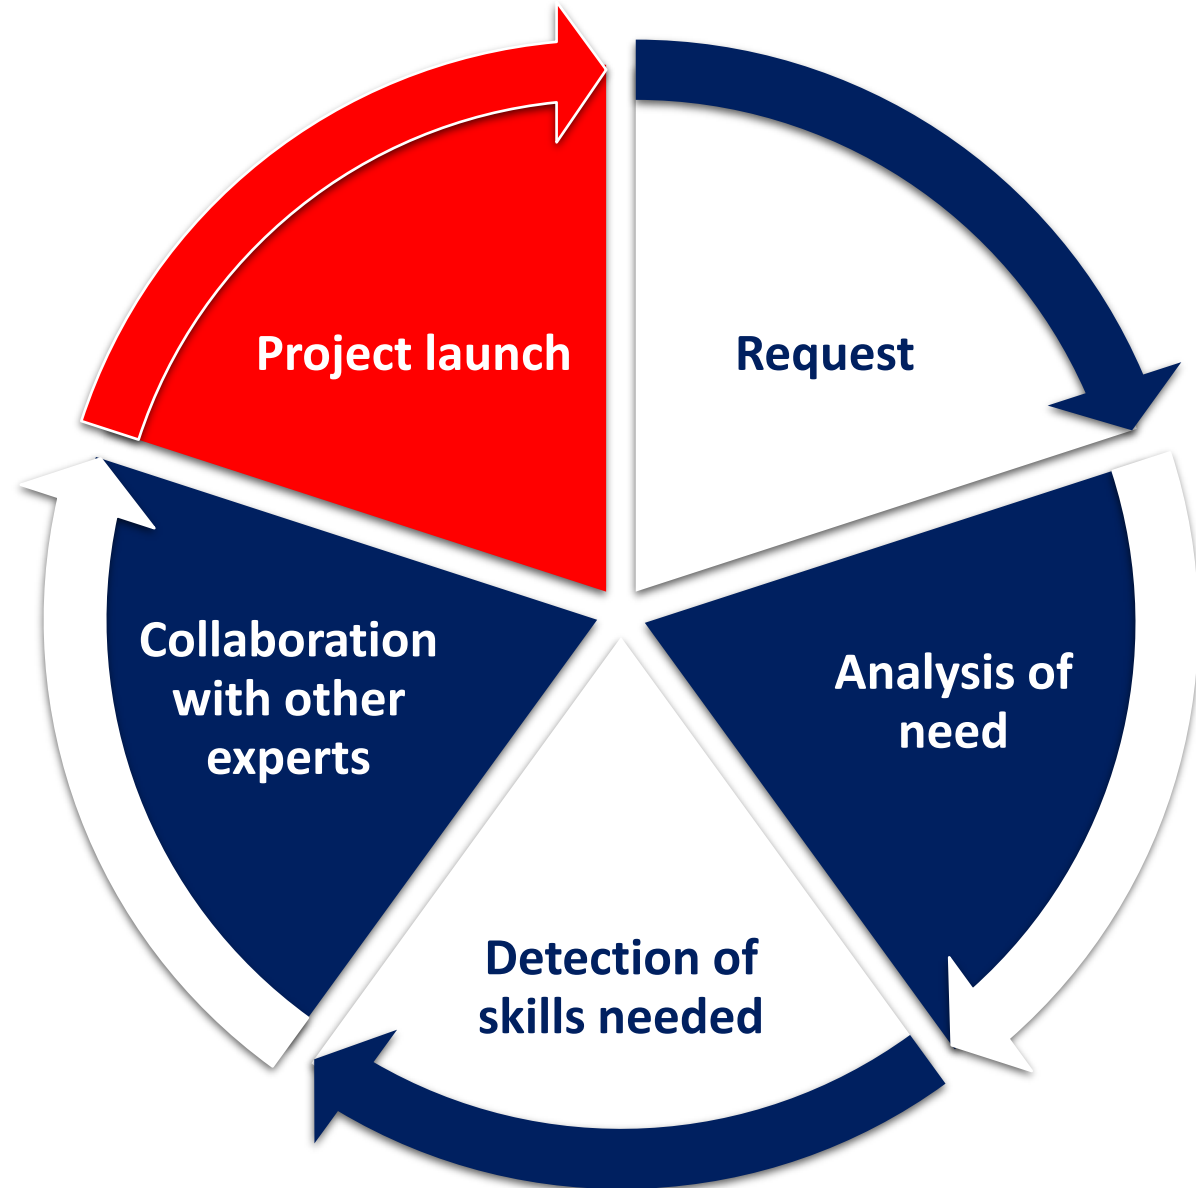 Project launch
Request
Analysis of
need
Detection of
skills needed
Collaboration
with other
experts